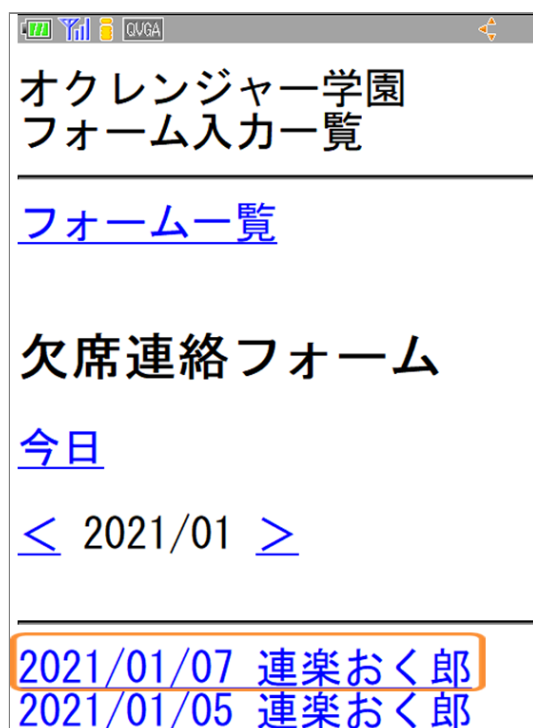 QVGA
オクレンジャー学園
フォーム入力一覧
フォーム一覧
欠席連絡フォーム
今日
< 2021/01 >
2021/01/07 連楽おく郎
2021/01/05 連楽おく郎